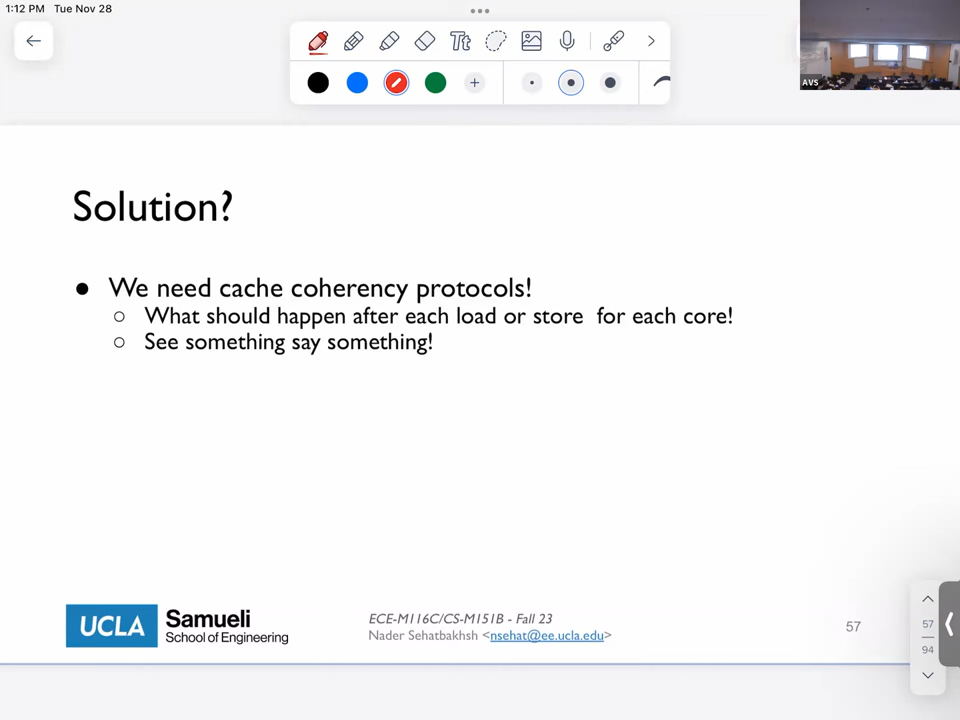 1:12 PM Tue Nov 28
Tt
AVS
Solution?
● We need cache coherency protocols!
○ What should happen after each load or store for each core!
○ See something say something!
UCLA Samueli
School of Engineering
ECE-M116C/CS-M151B - Fall 23
Nader Sehatbakhsh <nsehat@ee.ucla.edu>
57
57
94